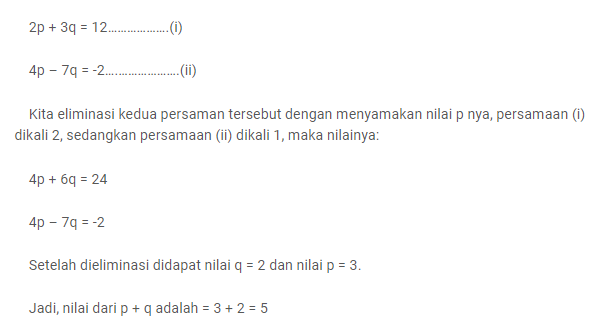 2p + 3q = 12………………..(i)
4p – 7q = -2…………………..(ii)
Kita eliminasi kedua persaman tersebut dengan menyamakan nilai p nya, persamaan (i)
dikali 2, sedangkan persamaan (ii) dikali 1, maka nilainya:
4p + 6q = 24
4p – 7q = -2
Setelah dieliminasi didapat nilai q = 2 dan nilai p = 3.
Jadi, nilai dari p + q adalah = 3 + 2 = 5